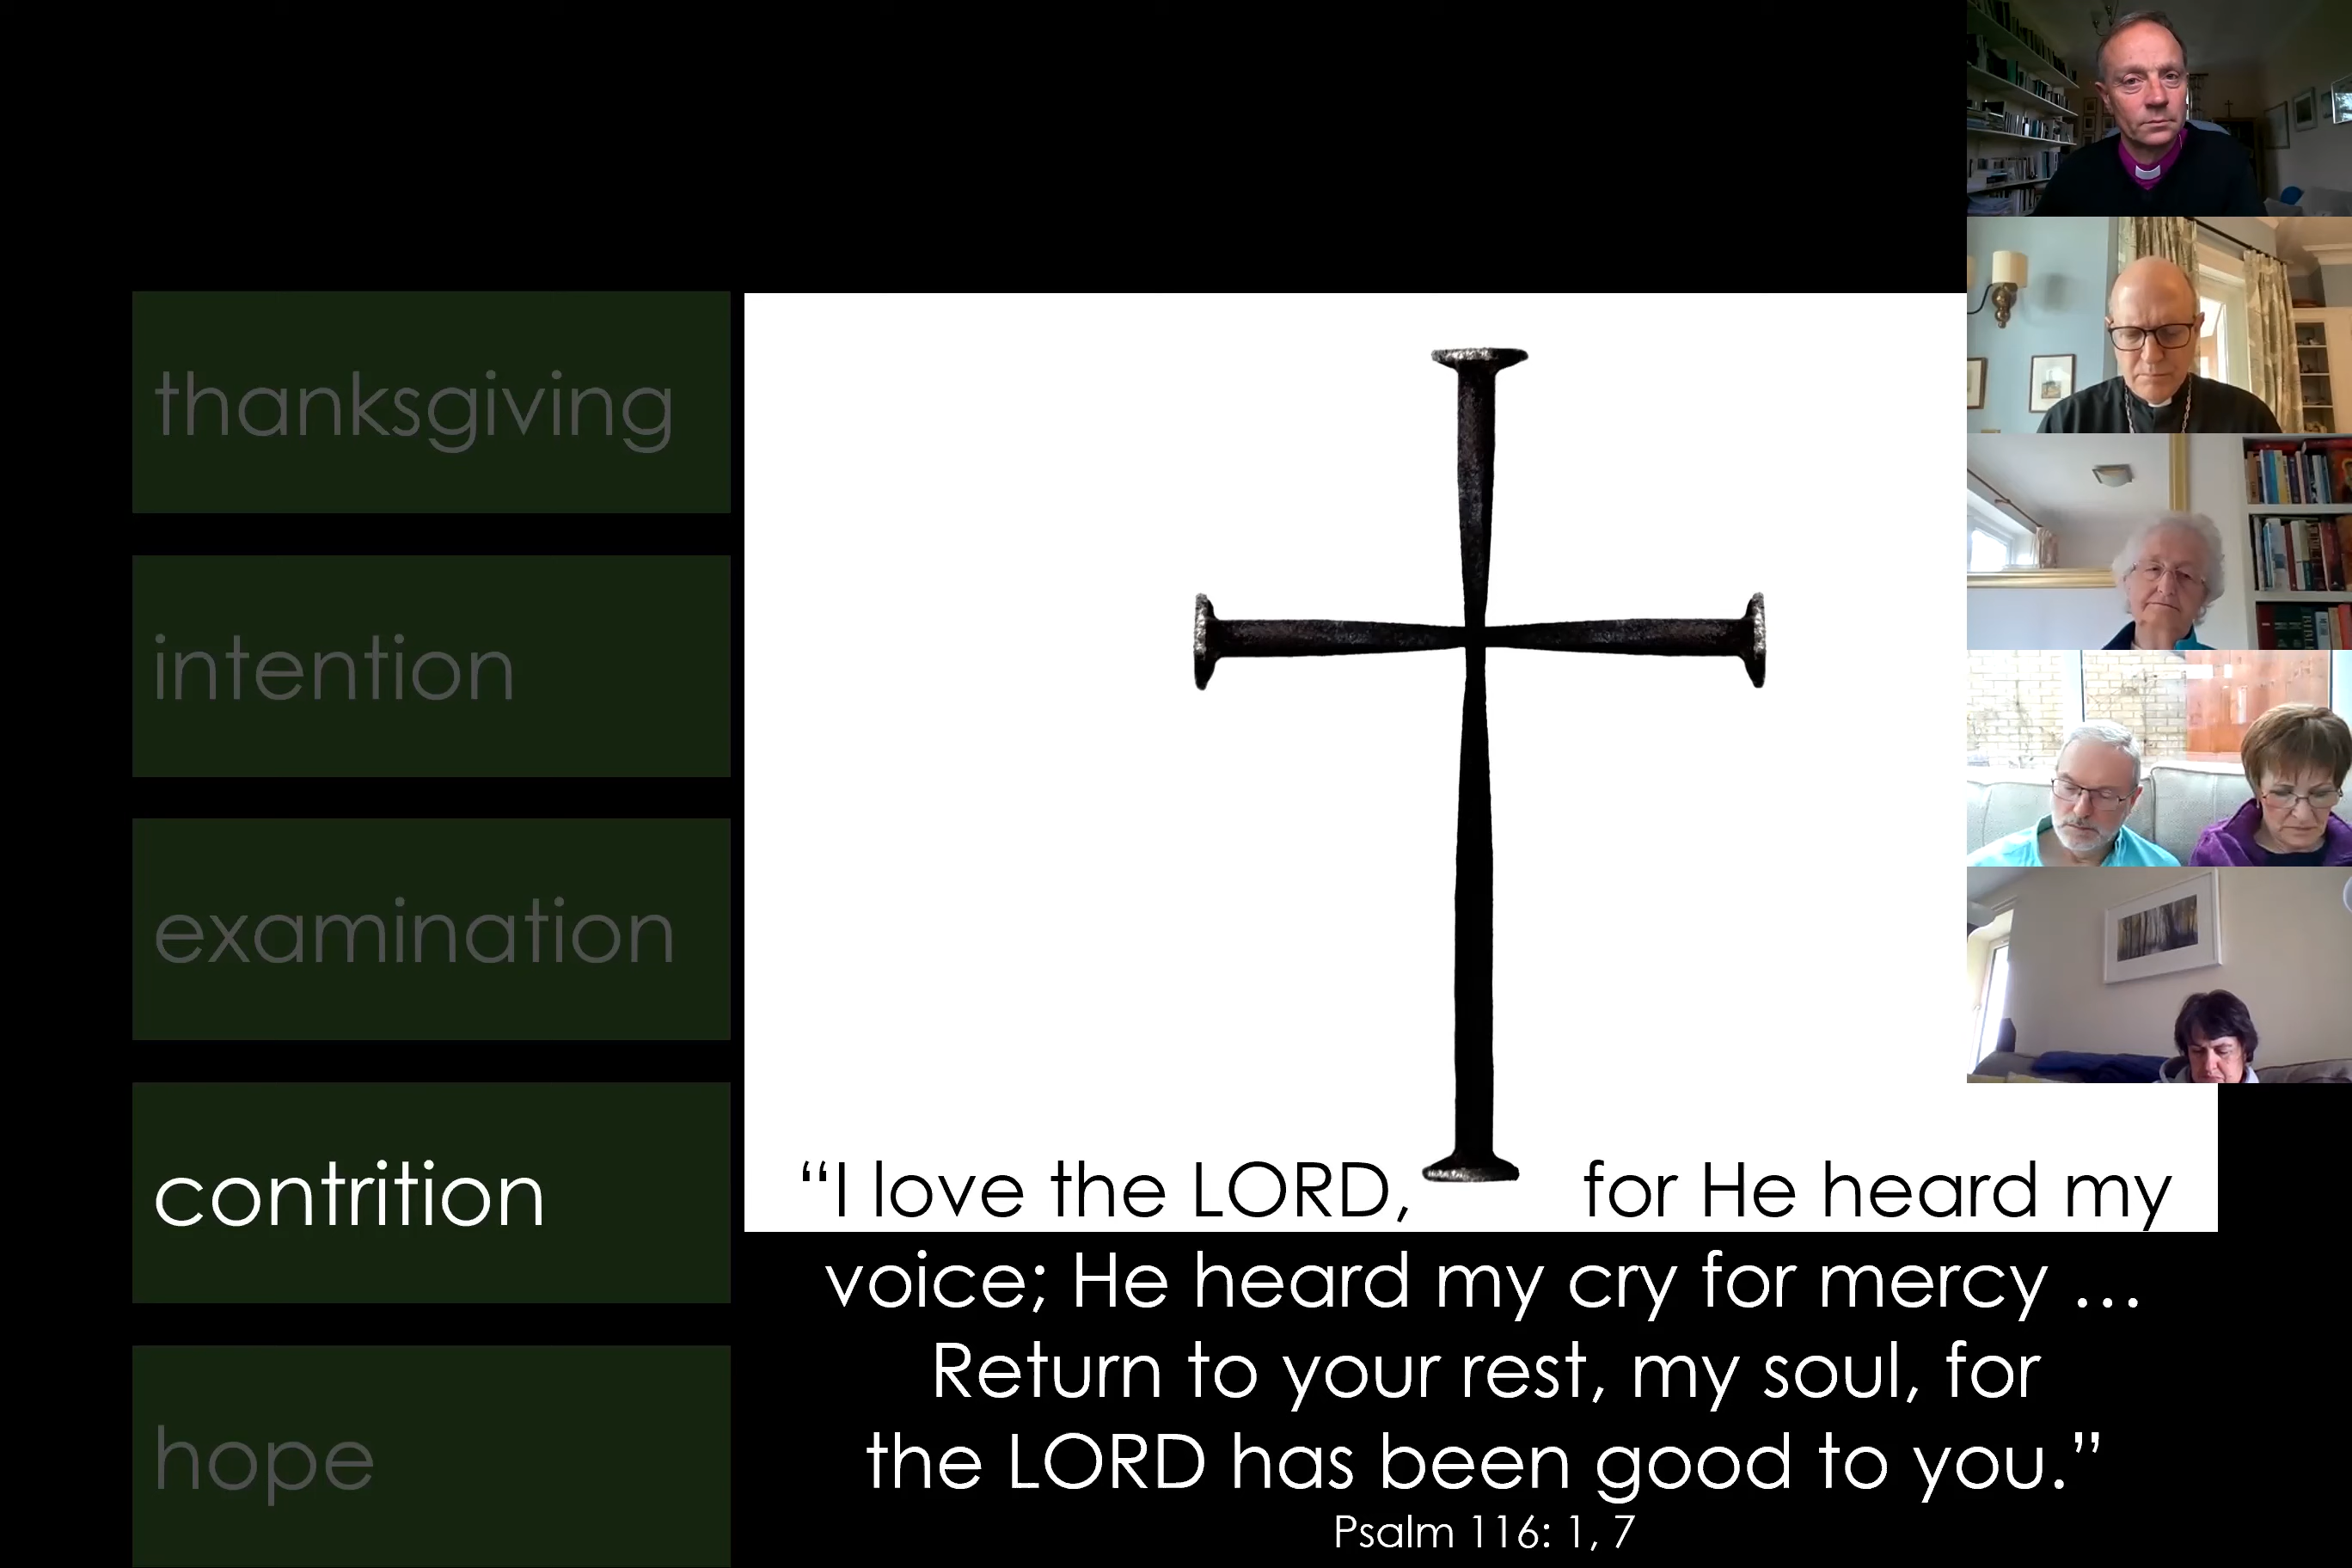 thanksgiving
intention
examination
contrition
hope
“I love the LORD, for He heard my
voice; He heard my cry for mercy …
Return to your rest, my soul, for
the LORD has been good to you.”
Psalm 116: 1, 7